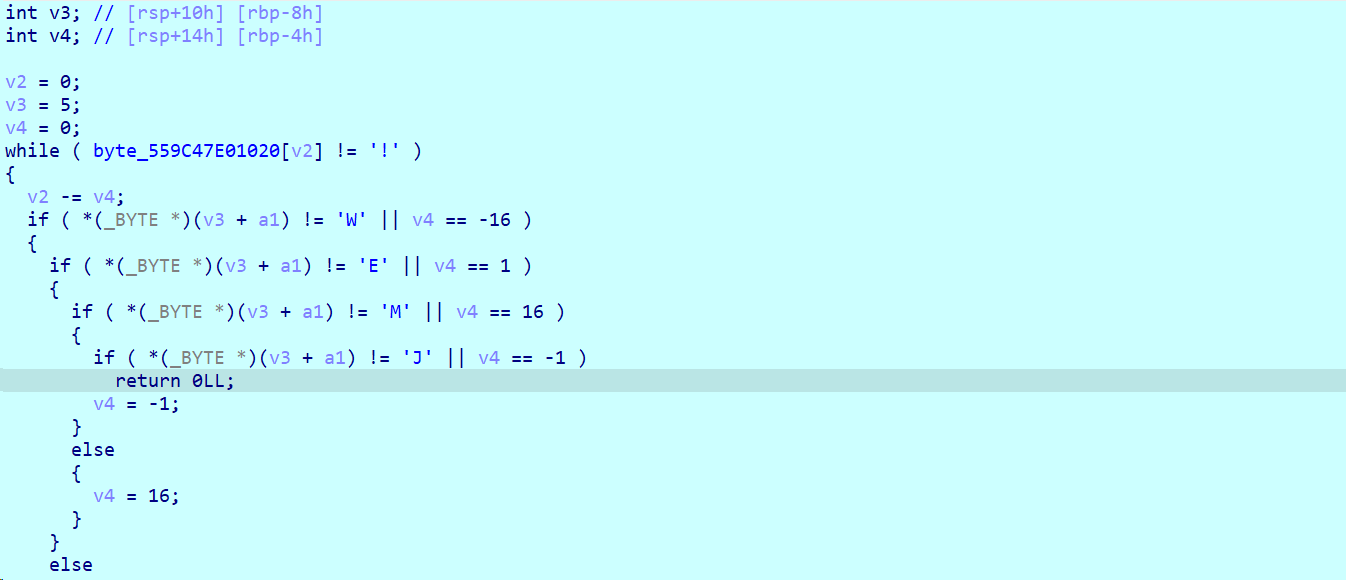 int v3; // [rsp+10h] [rbp-8h]
int v4; // [rsp+14h] [rbp-4h]

v2 = 0;
v3 = 5;
v4 = 0;
while ( byte_559C47E01020[v2] != '!' )
{
  v2 -= v4;
  if ( *(_BYTE *)(v3 + a1) != 'W' || v4 == -16 )
  {
    if ( *(_BYTE *)(v3 + a1) != 'E' || v4 == 1 )
    {
      if ( *(_BYTE *)(v3 + a1) != 'M' || v4 == 16 )
      {
        if ( *(_BYTE *)(v3 + a1) != 'J' || v4 == -1 )
          return 0LL;
        v4 = -1;
      }
      else
      {
        v4 = 16;
      }
    }
    else